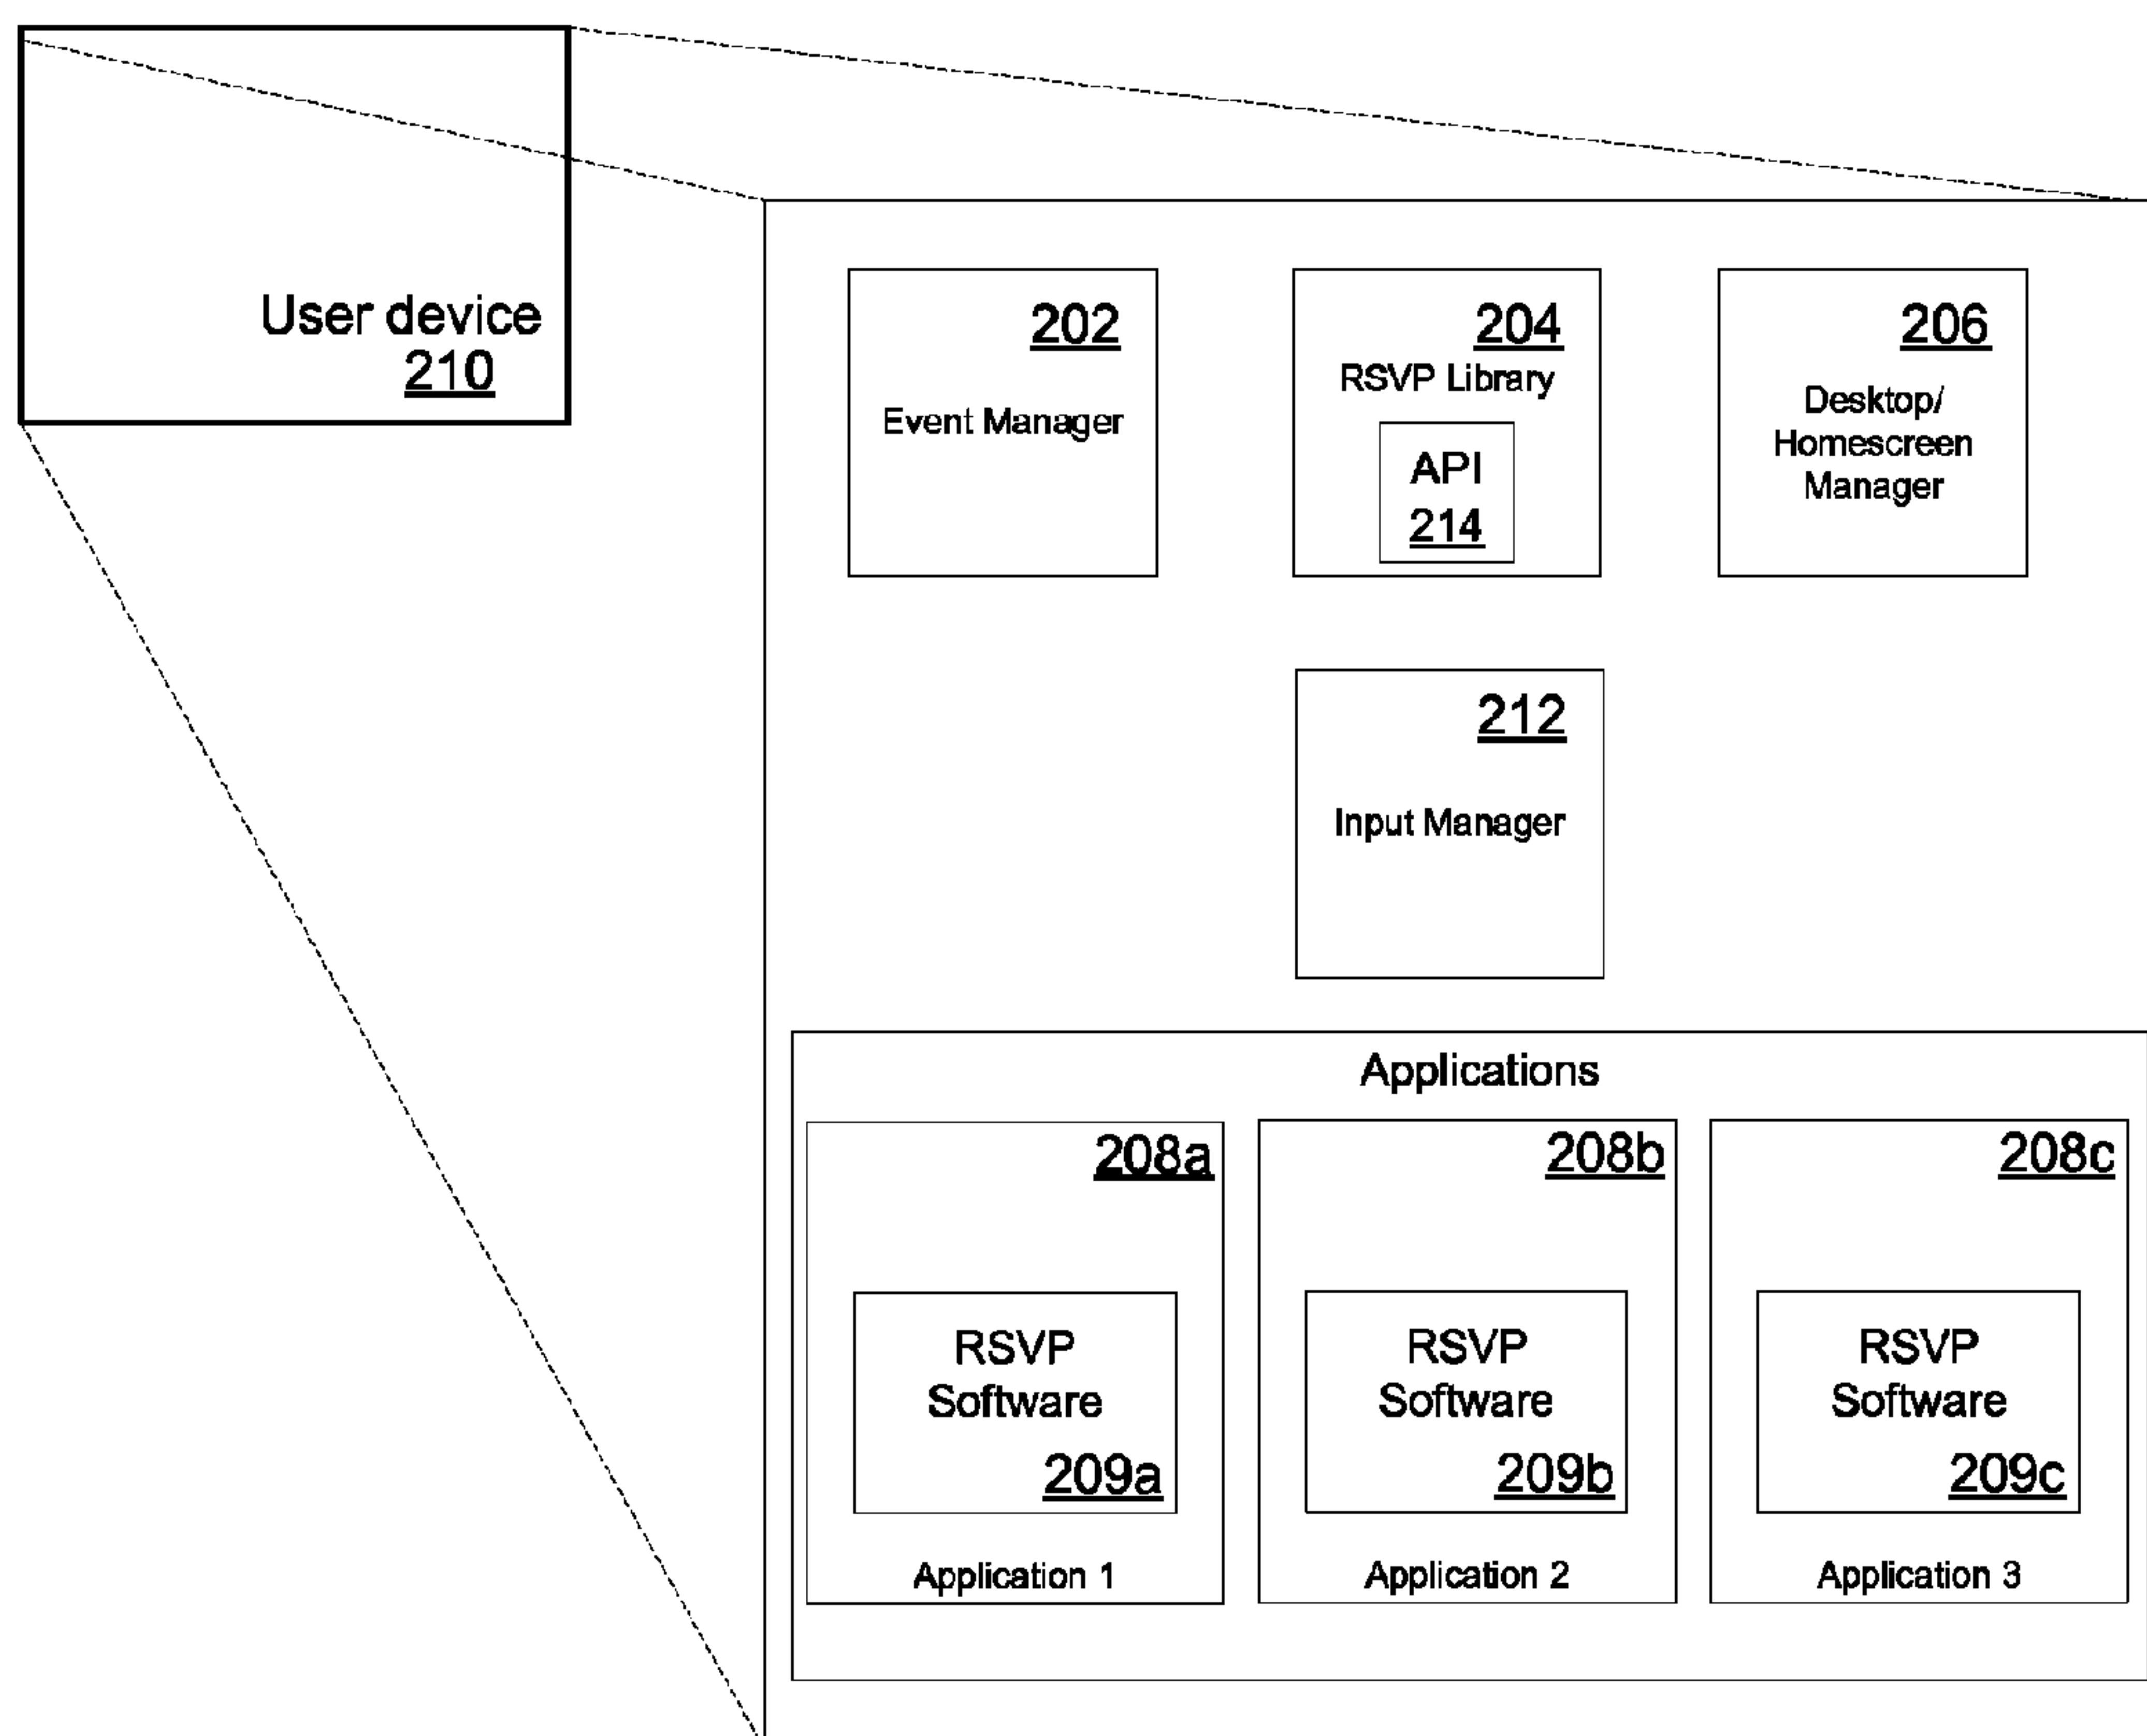 User device
210
202
Event Manager
204
RSVP Library
API
214
206
Desktop/
Homescreen
Manager
212
Input Manager
Applications
208a
RSVP
Software
209a
Application 1
208b
RSVP
Software
209b
Application 2
208c
RSVP
Software
209c
Application 3